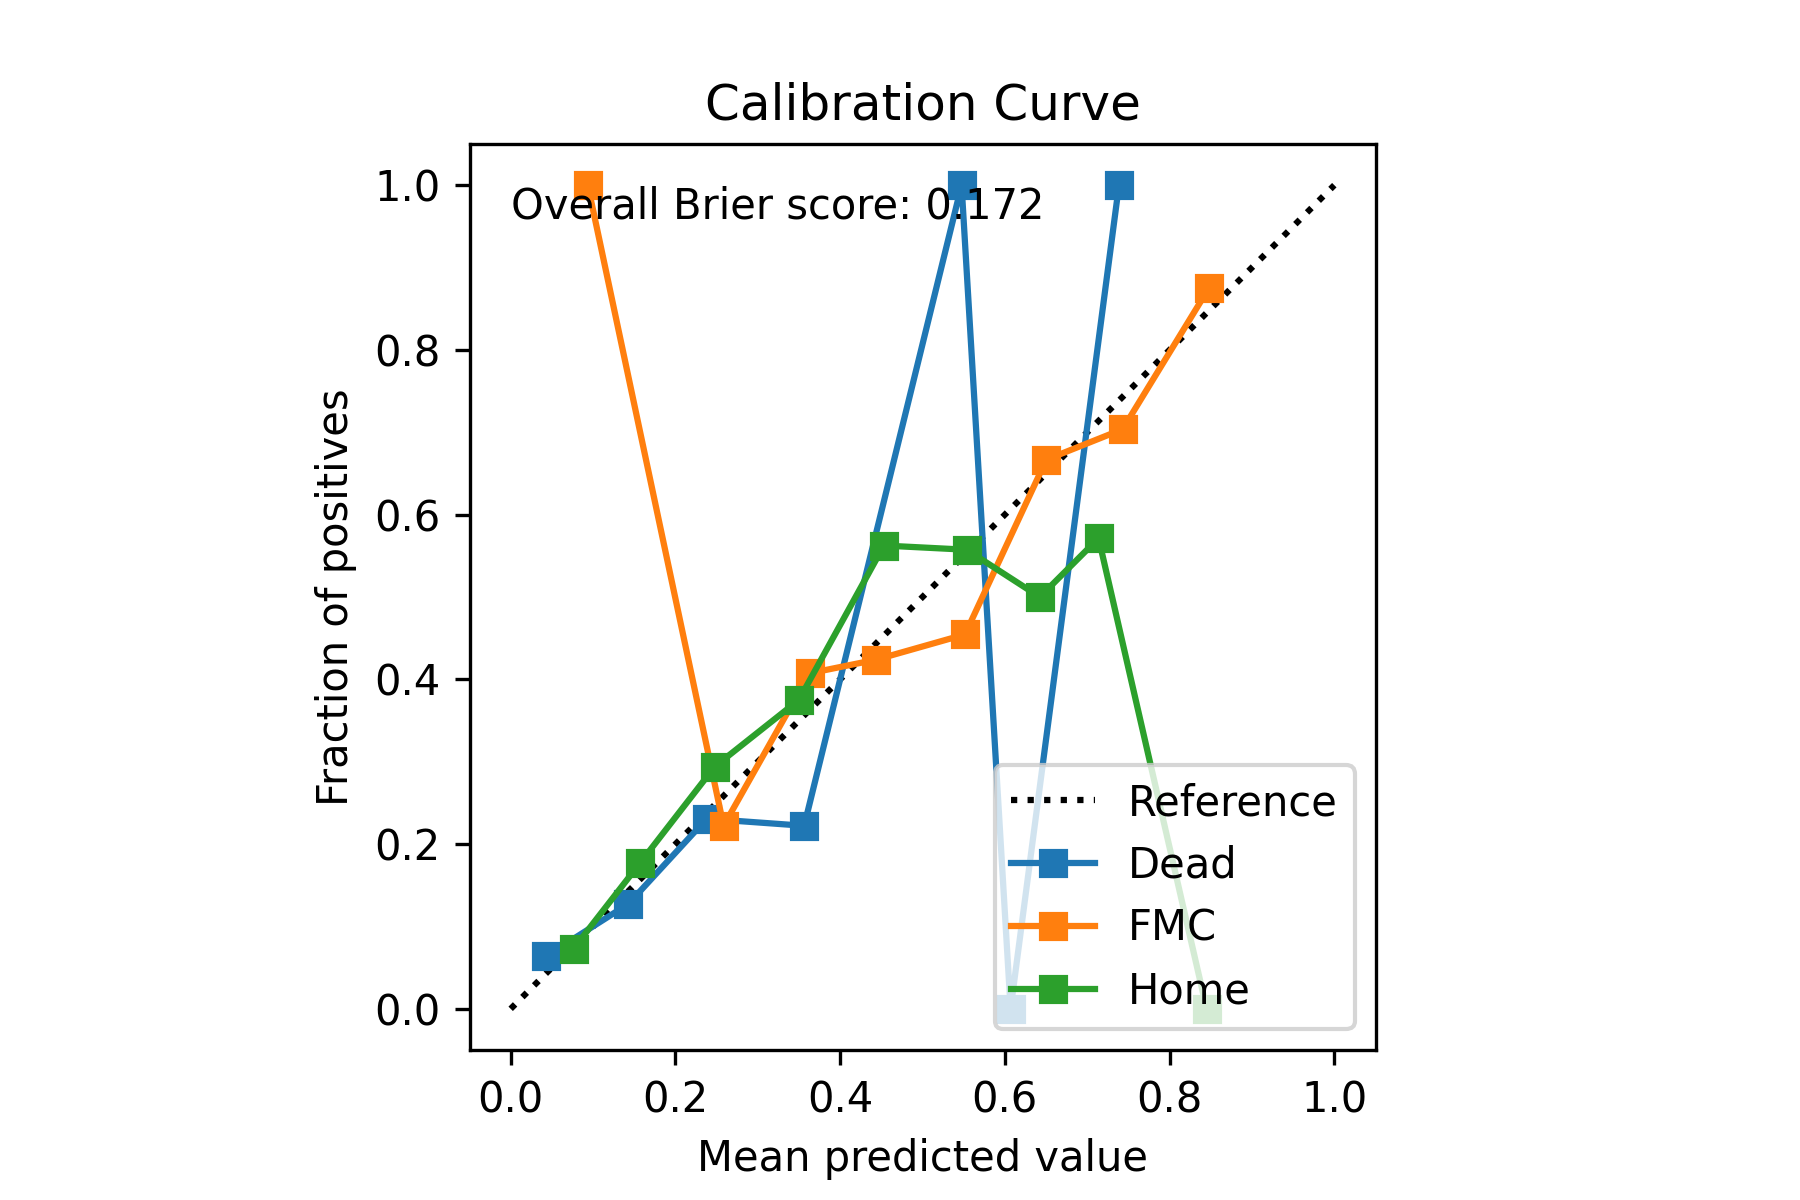 Calibration Curve
Overall Brier score: 0.172
1.0
0.8
0.6
0.4
0.2
0.0
Fraction of positives
Reference
Dead
FMC
Home
0.0 0.2 0.4 0.6 0.8 1.0
Mean predicted value